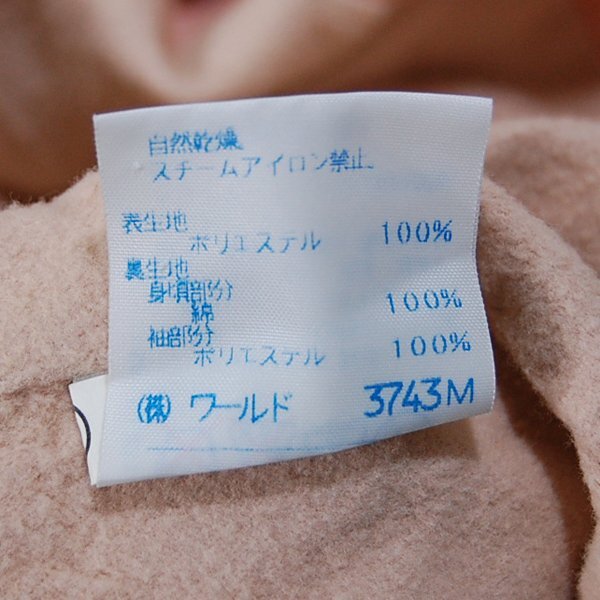 自然乾燥
スチームアイロン禁止
表生地
ポリエステル 100%
裏生地
身頃部分
綿 100%
袖部分
ポリエステル 100%
(株) ワールド 3743M